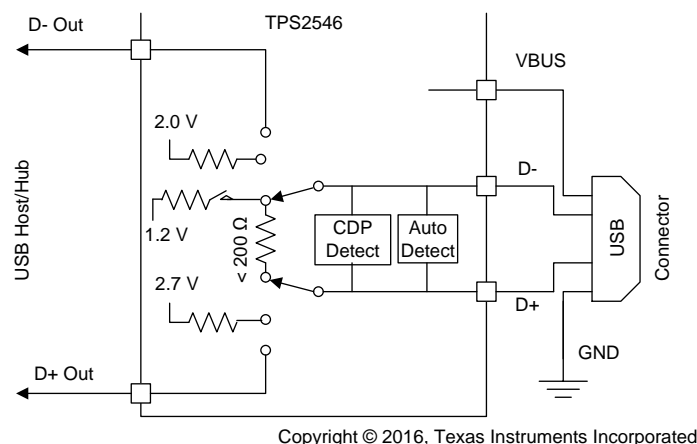 D- Out
TPS2546
VBUS
2.0 V
D-
1.2 V
< 200 Ω
CDP
Detect
Auto
Detect
USB Host/Hub
USB
Connector
2.7 V
D+
GND
D+ Out
Copyright © 2016, Texas Instruments Incorporated